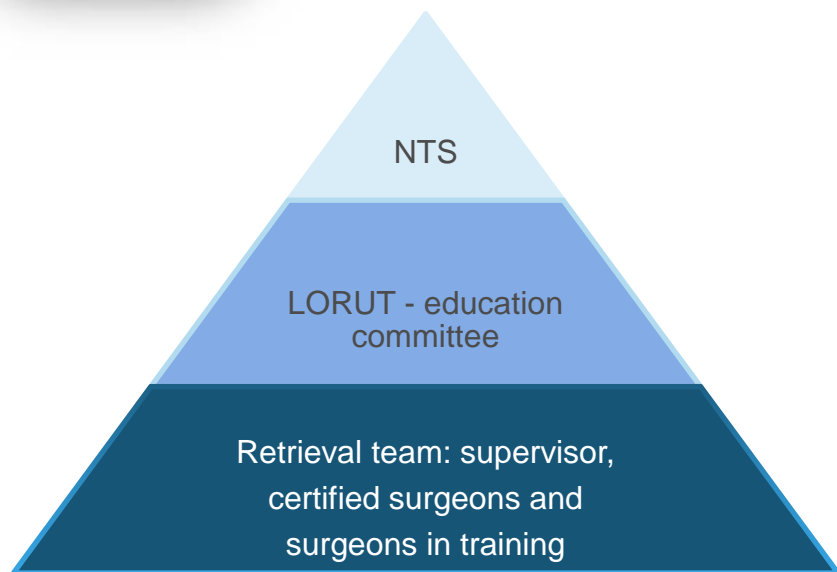 NTS
LORUT - education
committee
Retrieval team: supervisor,
certified surgeons and
surgeons in training